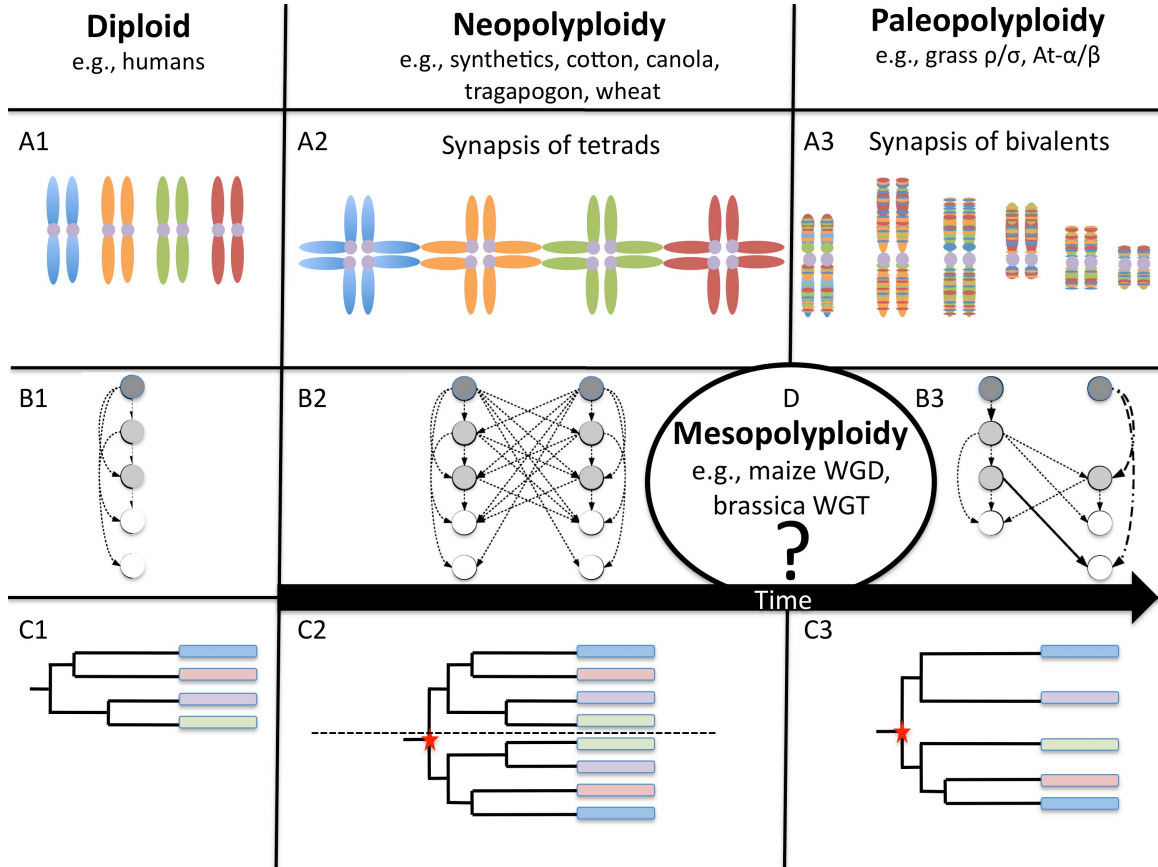 Diploid
e.g., humans
Neopolyploidy
e.g., synthetics, cotton, canola,
tragapogon, wheat
Paleopolyploidy
e.g., grass ρ/σ, At-α/β
A1
A2
Synapsis of tetrads
A3
Synapsis of bivalents
B1
B2
D
Mesopolyploidy
e.g., maize WGD,
brassica WGT
?
B3
Time
C1
C2
C3